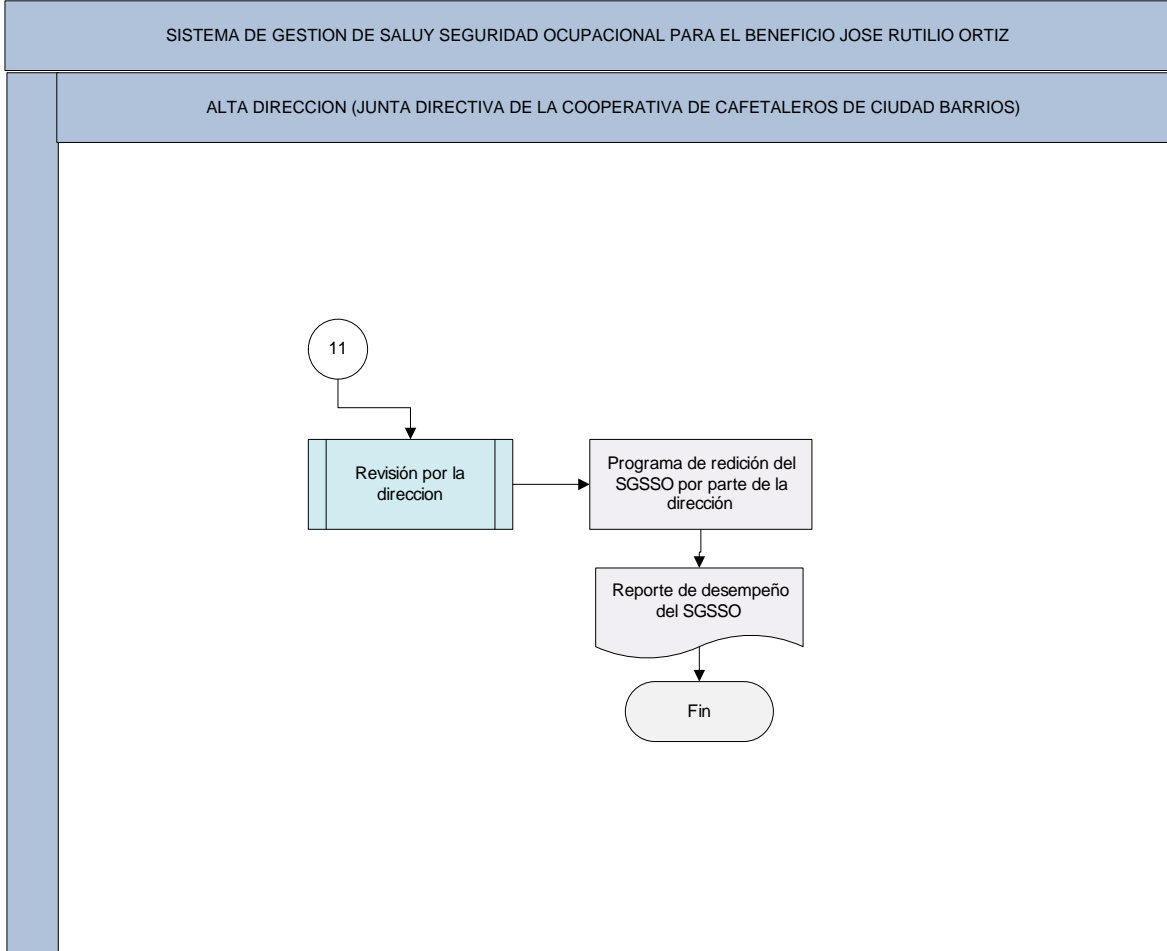 SISTEMA DE GESTION DE SALUY SEGURIDAD OCUPACIONAL PARA EL BENEFICIO JOSE RUTILIO ORTIZ
ALTA DIRECCION (JUNTA DIRECTIVA DE LA COOPERATIVA DE CAFETALEROS DE CIUDAD BARRIOS)
11
Revisión por la
direccion
Programa de redición del
SGSSO por parte de la
dirección
Reporte de desempeño
del SGSSO
Fin